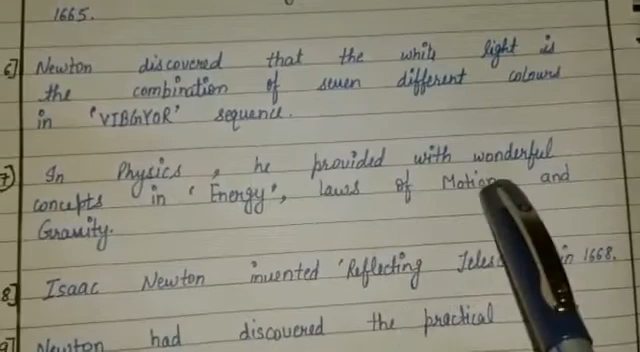 1665.
6] Newton discovered that the while light is
the combination of seven different colours
in 'VIBGYOR' sequence.
7) In Physics, he provided with wonderful
concepts in 'Energy', laws of Motion and
Gravity.
8] Isaac Newton invented 'Reflecting in 1668.
9] Newton had discovered the practical